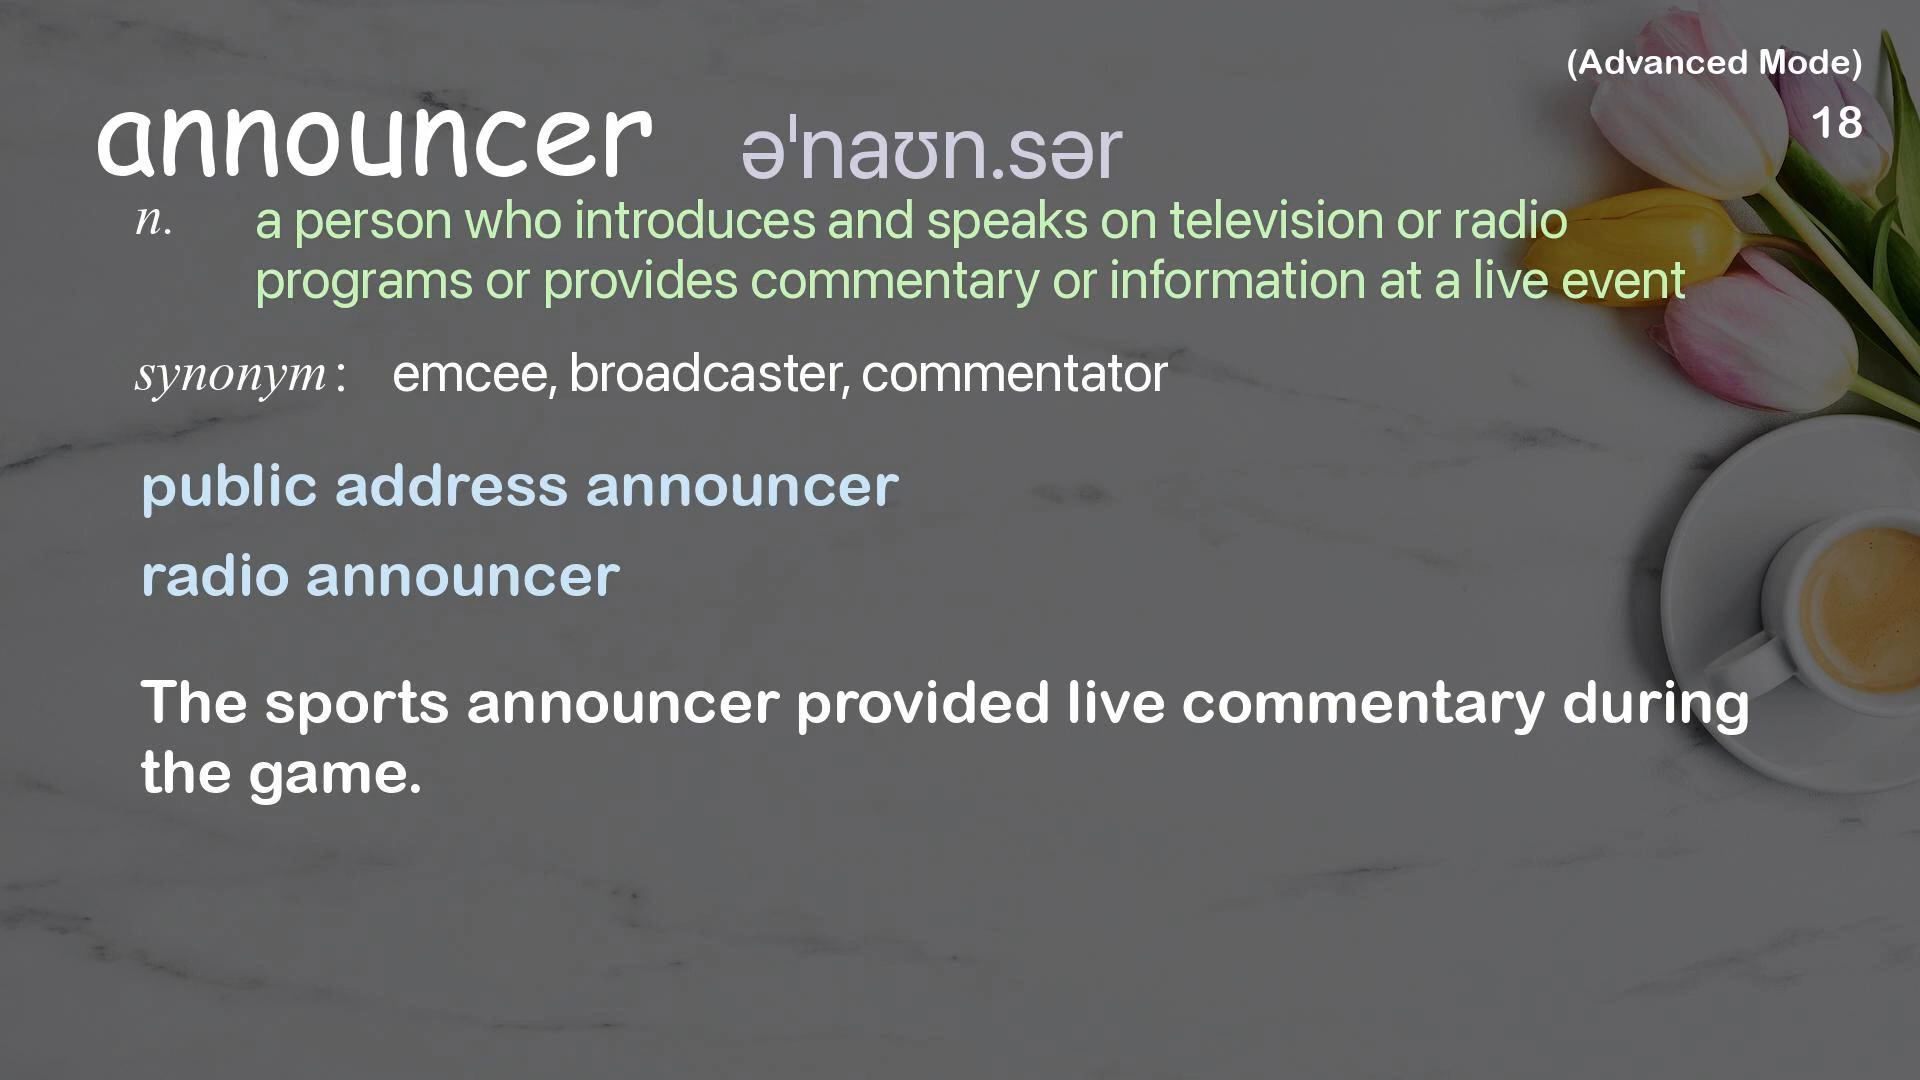 (Advanced Mode)
announcer əˈnaʊn.sər
18
n. a person who introduces and speaks on television or radio
programs or provides commentary or information at a live event
synonym : emcee, broadcaster, commentator
public address announcer
radio announcer
The sports announcer provided live commentary during
the game.